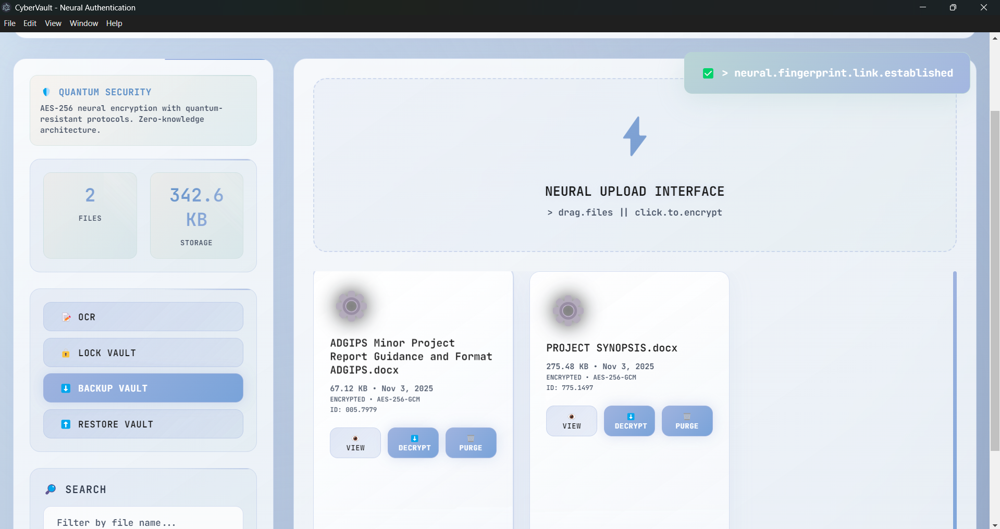 CyberVault - Neural Authentication
File Edit View Window Help
> neural.fingerprint.link.established
QUANTUM SECURITY
AES-256 neural encryption with quantum-
resistant protocols. Zero-knowledge
architecture.
2
FILES
342.6
KB
STORAGE
OCR
LOCK VAULT
BACKUP VAULT
RESTORE VAULT
SEARCH
Filter by file name...
NEURAL UPLOAD INTERFACE
> drag.files || click.to.encrypt
ADGIPS Minor Project
Report Guidance and Format
ADGIPS.docx
67.12 KB • Nov 3, 2025
ENCRYPTED • AES-256-GCM
ID: 005.7979
VIEW
DECRYPT
PURGE
PROJECT SYNOPSIS.docx
275.48 KB • Nov 3, 2025
ENCRYPTED • AES-256-GCM
ID: 775.1497
VIEW
DECRYPT
PURGE